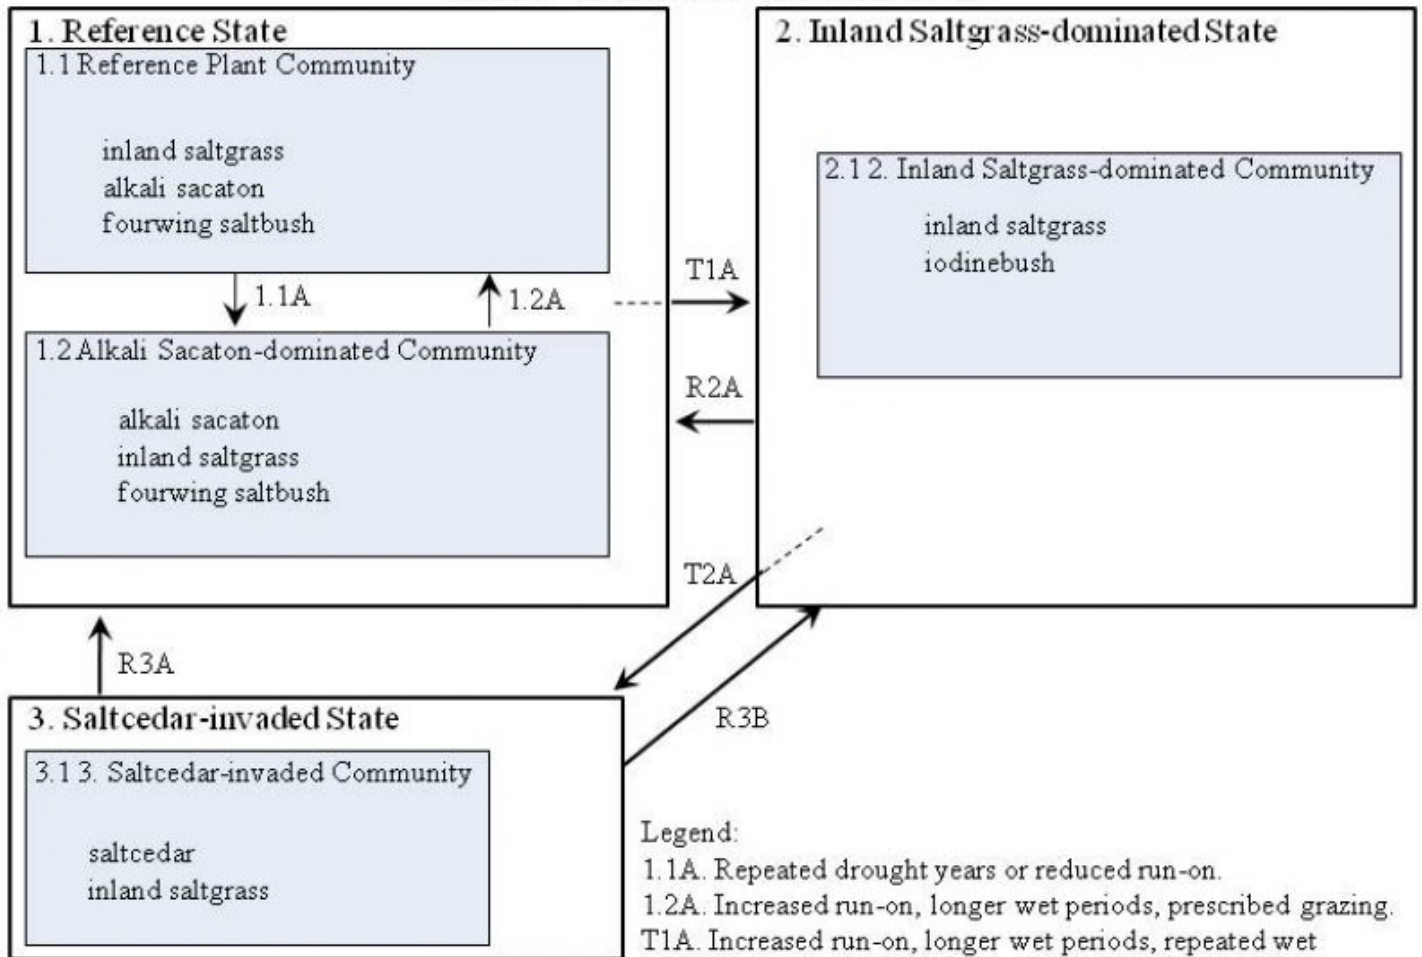 1. Reference State
1.1 Reference Plant Community
inland saltgrass
alkali sacaton
fourwing saltbush
1.1A
1.2A
1.2 Alkali Sacaton-dominated Community
alkali sacaton
inland saltgrass
fourwing saltbush
T1A
R2A
2. Inland Saltgrass-dominated State
2.1 2. Inland Saltgrass-dominated Community
inland saltgrass
iodinebush
T2A
R3A
R3B
3. Saltcedar-invaded State
3.1 3. Saltcedar-invaded Community
saltcedar
inland saltgrass
Legend:
1.1A. Repeated drought years or reduced run-on.
1.2A. Increased run-on, longer wet periods, prescribed grazing.
T1A. Increased run-on, longer wet periods, repeated wet